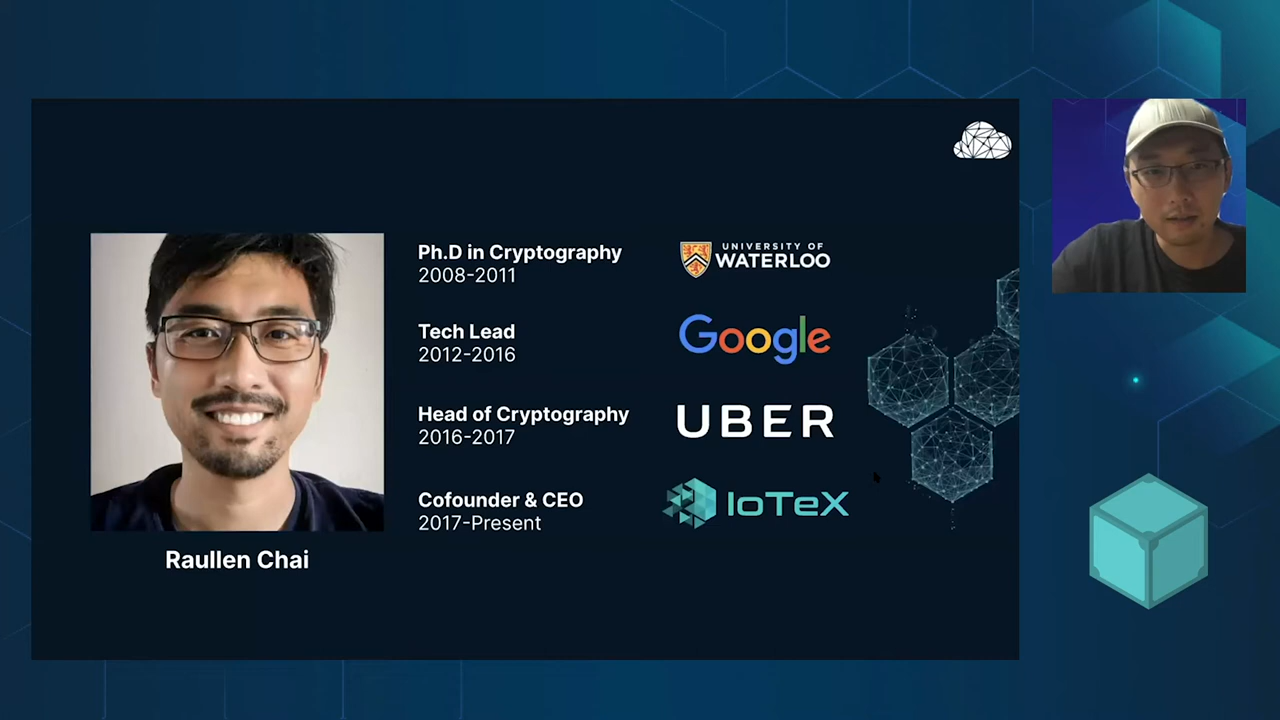 Ph.D in Cryptography
2008-2011
UNIVERSITY OF
WATERLOO
Tech Lead
2012-2016
Google
Head of Cryptography
2016-2017
UBER
Cofounder & CEO
2017-Present
IoTeX
Raullen Chai